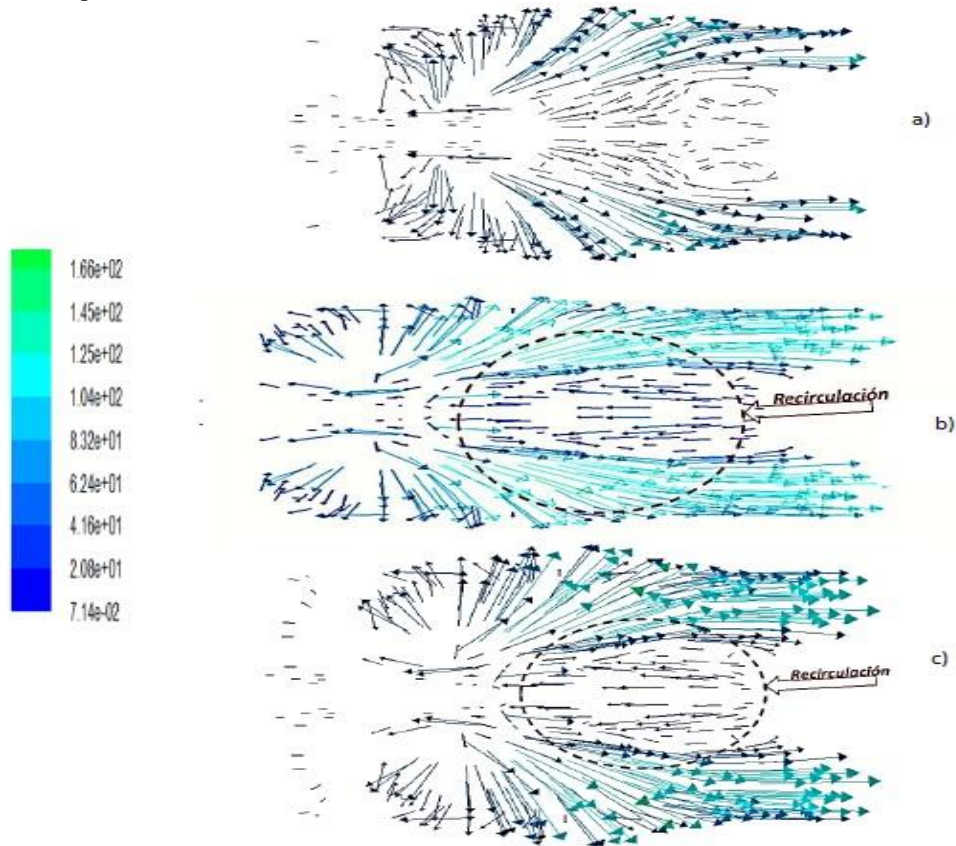 a)
1.66e+02
1.45e+02
1.25e+02
1.04e+02
8.32e+01
6.24e+01
4.16e+01
2.08e+01
7.14e-02
Recirculación
b)
Recirculación
c)